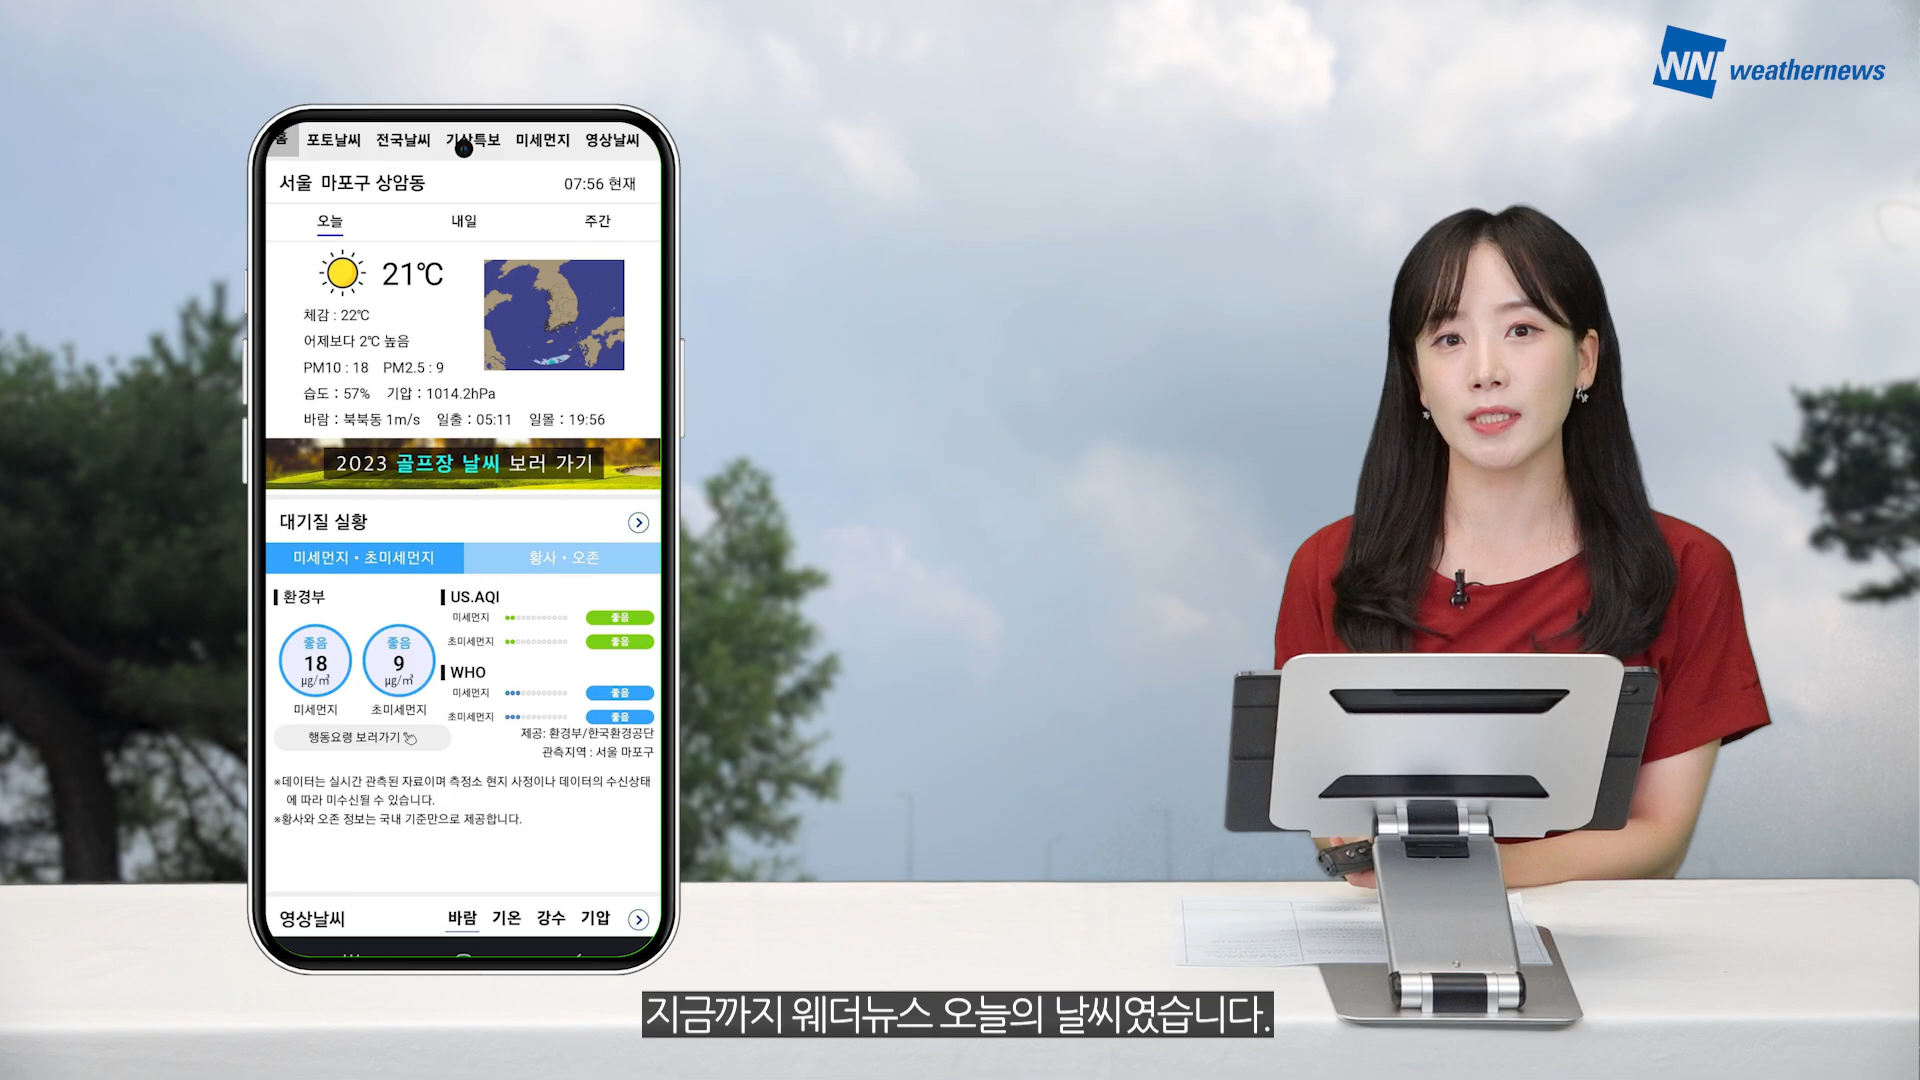 WNI weathernews
홈 포토날씨 전국날씨 기상특보 미세먼지 영상날씨
서울 마포구 상암동 07:56 현재
오늘 내일 주간
21℃
체감 : 22℃
어제보다 2℃ 높음
PM10 : 18 PM2.5 : 9
습도 : 57% 기압 : 1014.2hPa
바람 : 북북동 1m/s 일출 : 05:11 일몰 : 19:56
2023 골프장 날씨 보러 가기
대기질 실황
미세먼지 • 초미세먼지 황사 • 오존
환경부
좋음
18
㎍/㎥
미세먼지
좋음
9
㎍/㎥
초미세먼지
행동요령 보러가기
US.AQI
미세먼지 좋음
초미세먼지 좋음
WHO
미세먼지 좋음
초미세먼지 좋음
제공: 환경부/한국환경공단
관측지역 : 서울 마포구
※데이터는 실시간 관측된 자료이며 측정소 현지 사정이나 데이터의 수신상태
에 따라 미수신될 수 있습니다.
※황사와 오존 정보는 국내 기준만으로 제공합니다.
영상날씨 바람 기온 강수 기압
지금까지 웨더뉴스 오늘의 날씨였습니다.